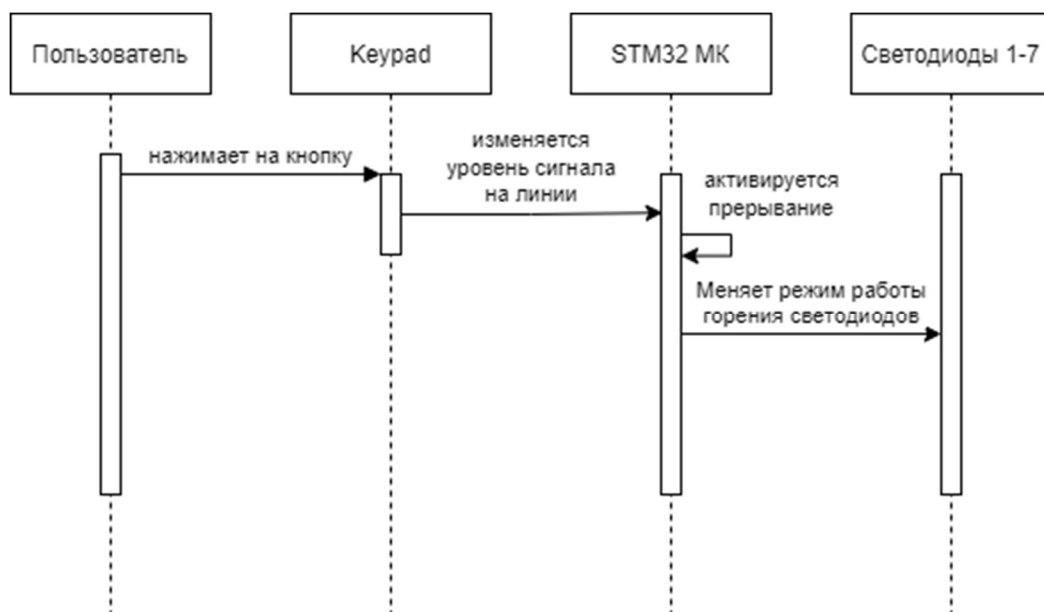 Пользователь
Keypad
STM32 МК
Светодиоды 1-7
нажимает на кнопку
изменяется
уровень сигнала
на линии
активируется
прерывание
Меняет режим работы
горения светодиодов